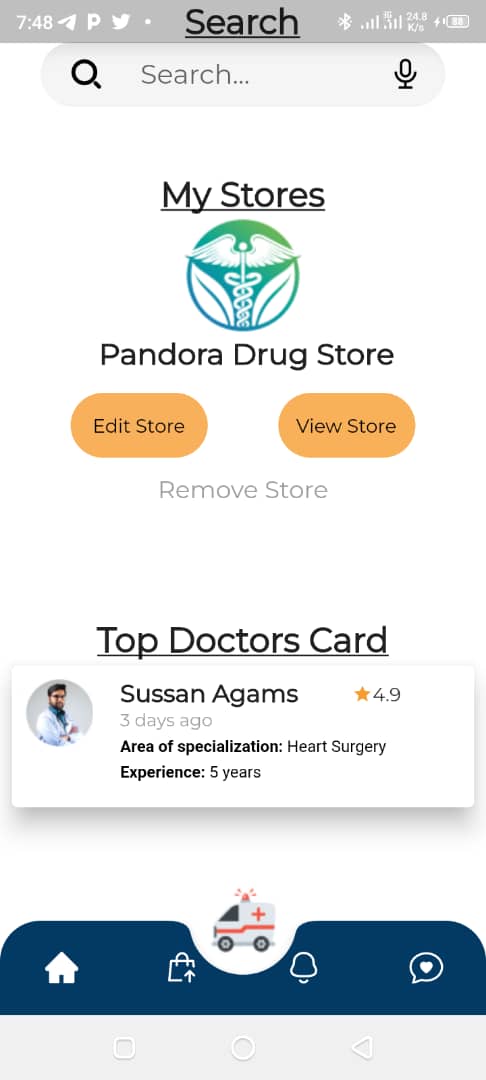 7:48
Search
3G
24.8
K/s
88
Search...
My Stores
Pandora Drug Store
Edit Store
View Store
Remove Store
Top Doctors Card
Sussan Agams
4.9
3 days ago
Area of specialization: Heart Surgery
Experience: 5 years